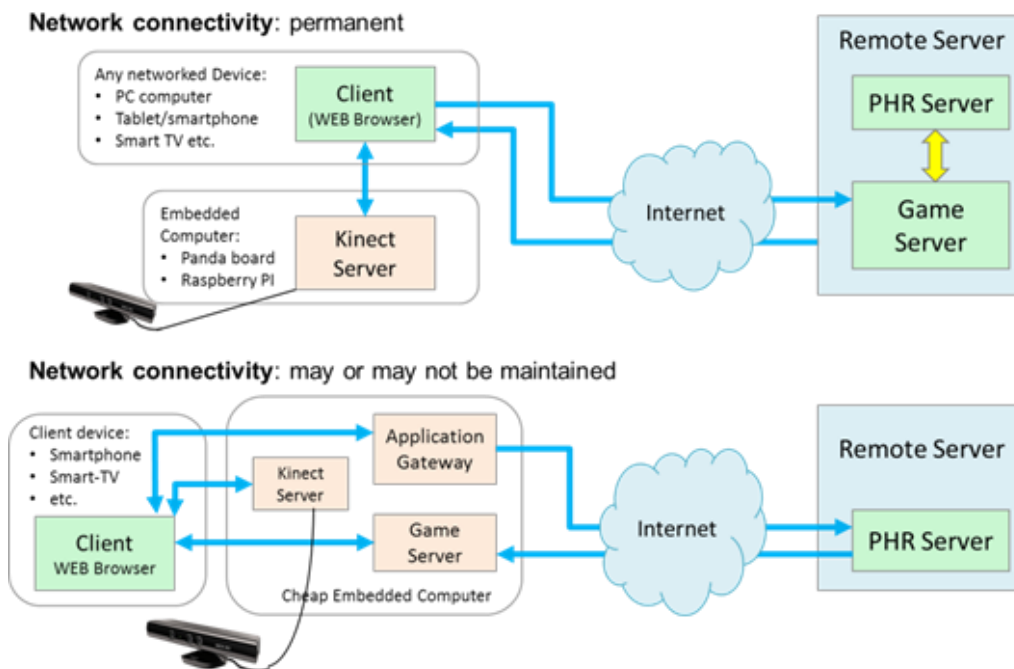 Network connectivity: permanent
Any networked Device:
• PC computer
• Tablet/smartphone
• Smart TV etc.
Client
(WEB Browser)
Embedded
Computer:
• Panda board
• Raspberry PI
Kinect
Server
Internet
Remote Server
PHR Server
Game
Server
Network connectivity: may or may not be maintained
Client device:
• Smartphone
• Smart-TV
• etc.
Client
WEB Browser
Kinect
Server
Application
Gateway
Game
Server
Cheap Embedded Computer
Internet
Remote Server
PHR Server